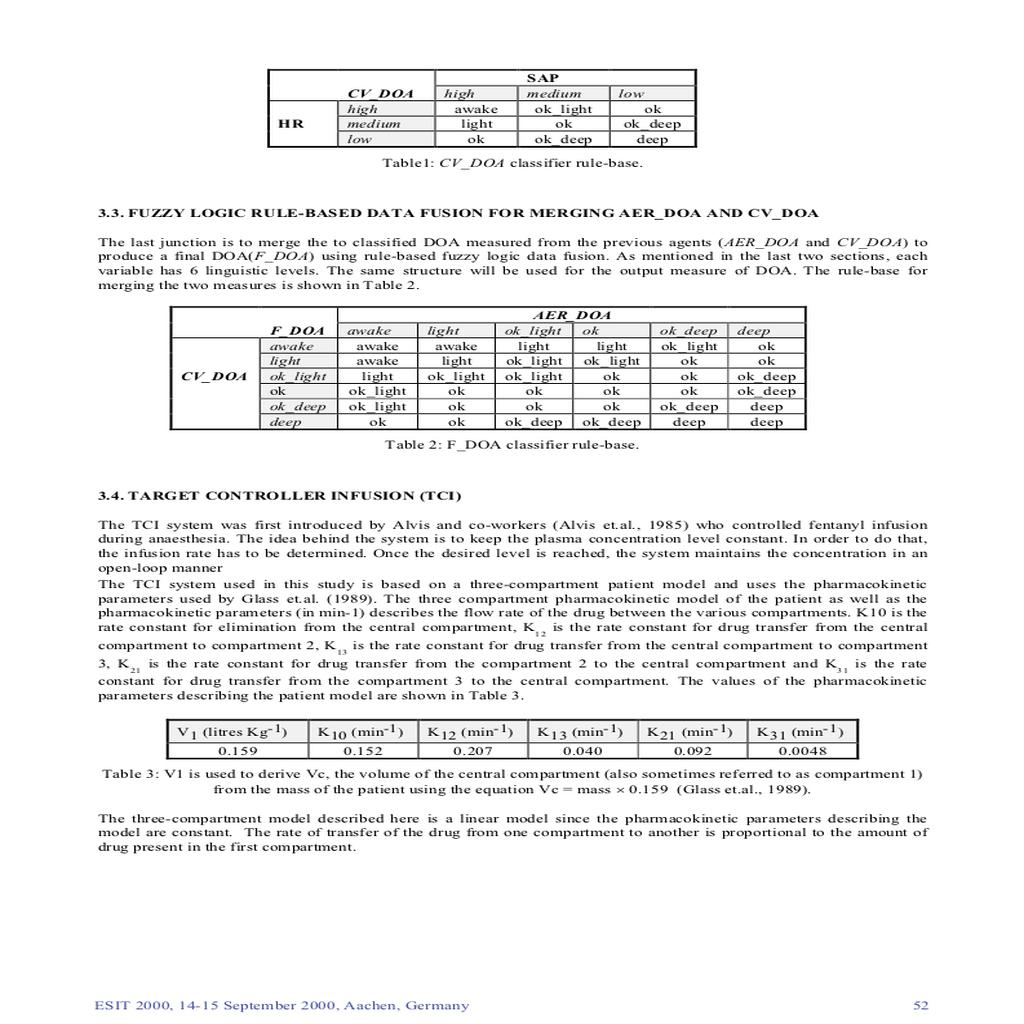 SAP
CV_DOA high medium low
high awake ok_light ok
HR medium light ok ok_deep
low ok ok_deep deep
Table1: CV_DOA classifier rule-base.
3.3. FUZZY LOGIC RULE-BASED DATA FUSION FOR MERGING AER_DOA AND CV_DOA
The last junction is to merge the to classified DOA measured from the previous agents (AER_DOA and CV_DOA) to
produce a final DOA(F_DOA) using rule-based fuzzy logic data fusion. As mentioned in the last two sections, each
variable has 6 linguistic levels. The same structure will be used for the output measure of DOA. The rule-base for
merging the two measures is shown in Table 2.
AER_DOA
F_DOA awake light ok_light ok ok_deep deep
awake awake awake light light ok_light ok
light awake light ok_light ok_light ok ok
CV_DOA ok_light light ok_light ok_light ok ok ok_deep
ok ok_light ok ok ok ok ok_deep
ok_deep ok_light ok ok ok ok_deep deep
deep ok ok ok_deep ok_deep deep deep
Table 2: F_DOA classifier rule-base.
3.4. TARGET CONTROLLER INFUSION (TCI)
The TCI system was first introduced by Alvis and co-workers (Alvis et.al., 1985) who controlled fentanyl infusion
during anaesthesia. The idea behind the system is to keep the plasma concentration level constant. In order to do that,
the infusion rate has to be determined. Once the desired level is reached, the system maintains the concentration in an
open-loop manner
The TCI system used in this study is based on a three-compartment patient model and uses the pharmacokinetic
parameters used by Glass et.al. (1989). The three compartment pharmacokinetic model of the patient as well as the
pharmacokinetic parameters (in min-1) describes the flow rate of the drug between the various compartments. K10 is the
rate constant for elimination from the central compartment, K12 is the rate constant for drug transfer from the central
compartment to compartment 2, K13 is the rate constant for drug transfer from the central compartment to compartment
3, K21 is the rate constant for drug transfer from the compartment 2 to the central compartment and K31 is the rate
constant for drug transfer from the compartment 3 to the central compartment. The values of the pharmacokinetic
parameters describing the patient model are shown in Table 3.
V1 (litres Kg-1) K10 (min-1) K12 (min-1) K13 (min-1) K21 (min-1) K31 (min-1)
0.159 0.152 0.207 0.040 0.092 0.0048
Table 3: V1 is used to derive Vc, the volume of the central compartment (also sometimes referred to as compartment 1)
from the mass of the patient using the equation Vc = mass × 0.159 (Glass et.al., 1989).
The three-compartment model described here is a linear model since the pharmacokinetic parameters describing the
model are constant. The rate of transfer of the drug from one compartment to another is proportional to the amount of
drug present in the first compartment.
ESIT 2000, 14-15 September 2000, Aachen, Germany 52